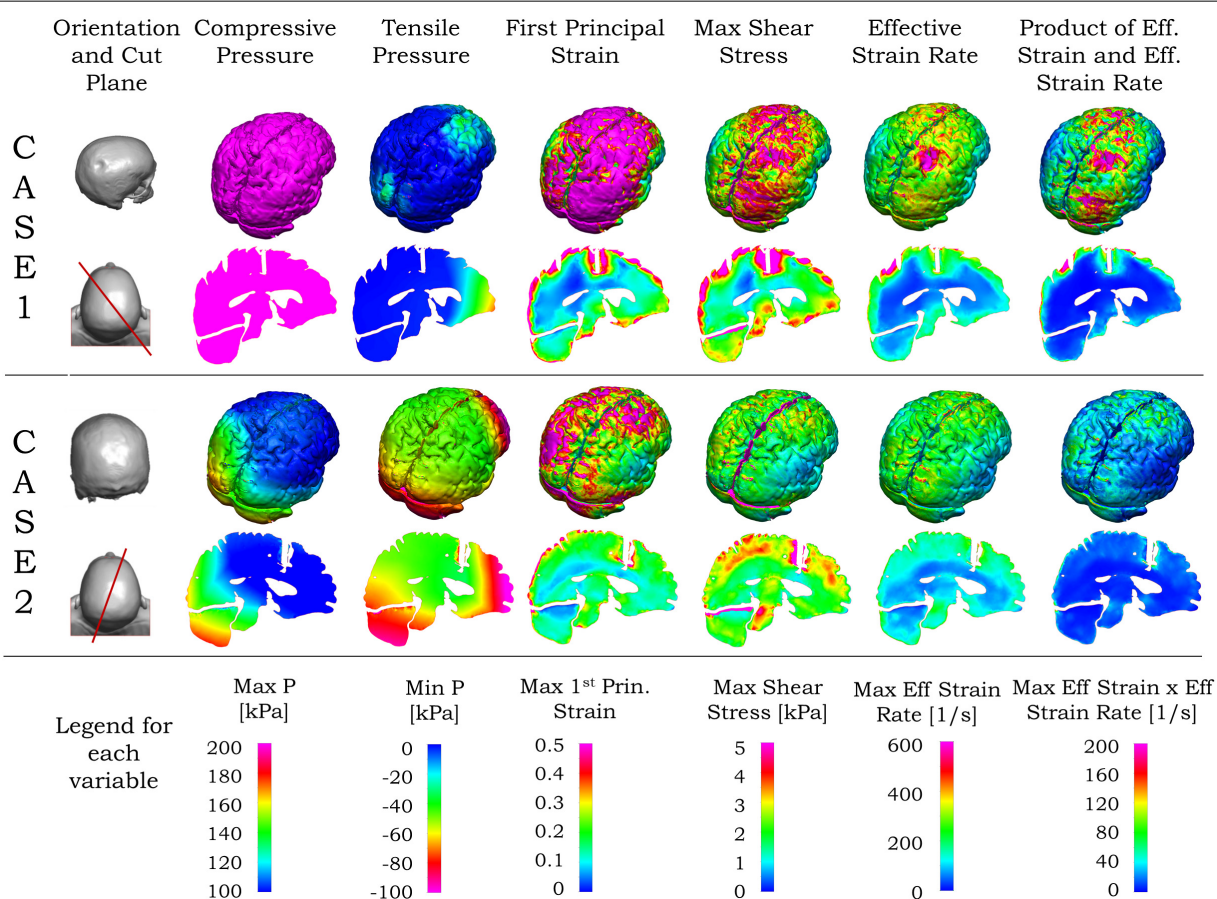 Orientation
and Cut
Plane
Compressive
Pressure
Tensile
Pressure
First Principal
Strain
Max Shear
Stress
Effective
Strain Rate
Product of Eff.
Strain and Eff.
Strain Rate
C
A
S
E
1
C
A
S
E
2
Legend for
each
variable
Max P
[kPa]
200
180
160
140
120
100
Min P
[kPa]
0
-20
-40
-60
-80
-100
Max 1st Prin.
Strain
0.5
0.4
0.3
0.2
0.1
0
Max Shear
Stress [kPa]
5
4
3
2
1
0
Max Eff Strain
Rate [1/s]
600
400
200
0
Max Eff Strain x Eff
Strain Rate [1/s]
200
160
120
80
40
0